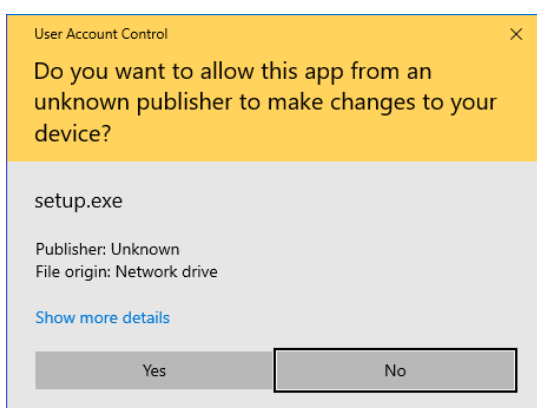 User Account Control
Do you want to allow this app from an
unknown publisher to make changes to your
device?
setup.exe
Publisher: Unknown
File origin: Network drive
Show more details
Yes
No